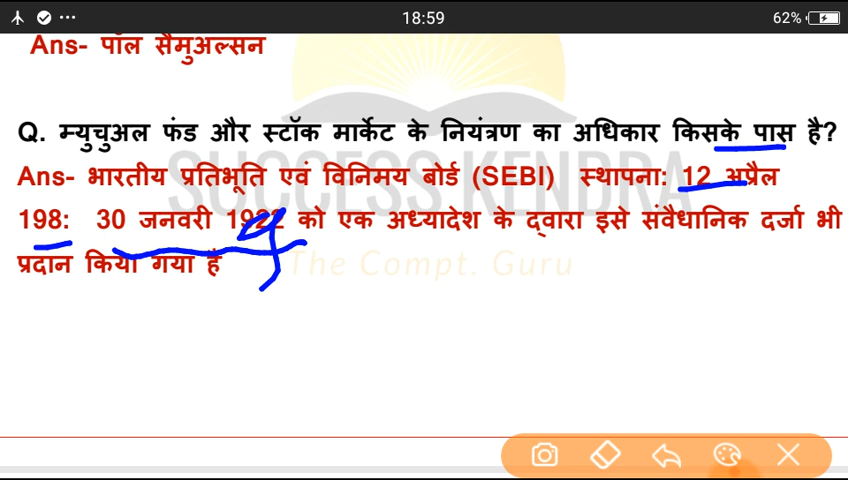 18:59
62%
Ans- पॉल सैमुअल्सन
Q. म्युचुअल फंड और स्टॉक मार्केट के नियंत्रण का अधिकार किसके पास है?
Ans- भारतीय प्रतिभूति एवं विनिमय बोर्ड (SEBI) स्थापना: 12 अप्रैल
198: 30 जनवरी 1922 को एक अध्यादेश के द्वारा इसे संवैधानिक दर्जा भी
प्रदान किया गया है
SUCCESS KENDRA
The Compt. Guru